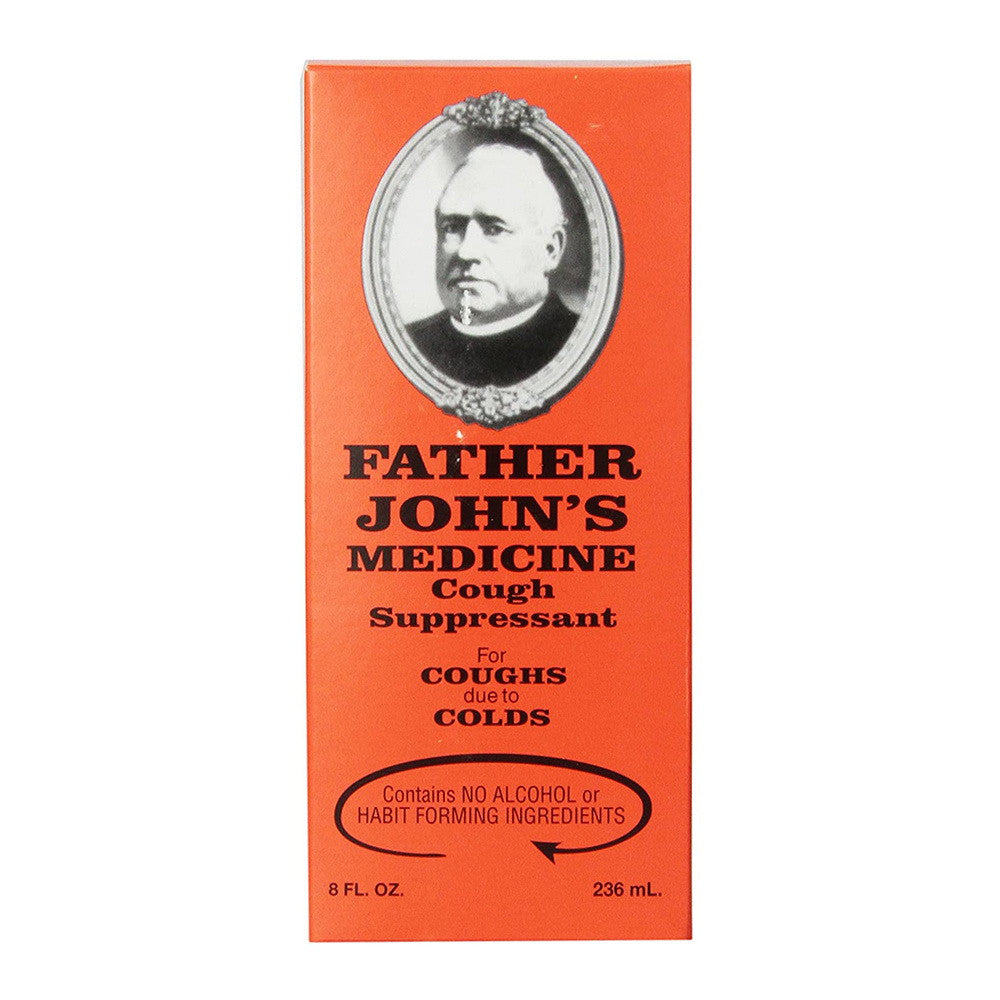 FATHER
JOHN'S
MEDICINE
Cough
Suppressant
For
COUGHS
due to
COLDS
Contains NO ALCOHOL or
HABIT FORMING INGREDIENTS
8 FL. OZ. 236 mL.